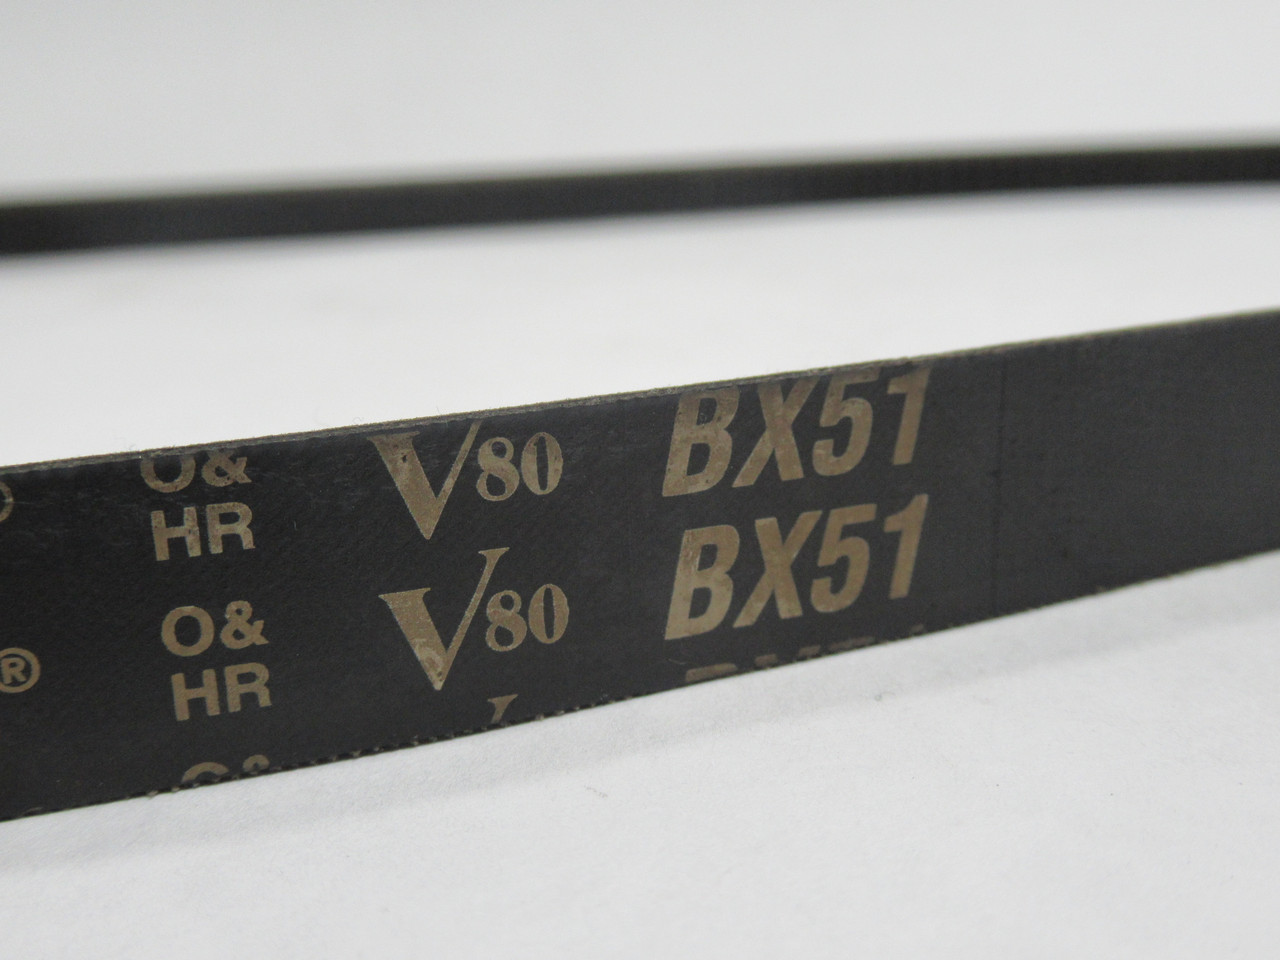 O& V80 BX51
HR
® O& V80 BX51
HR